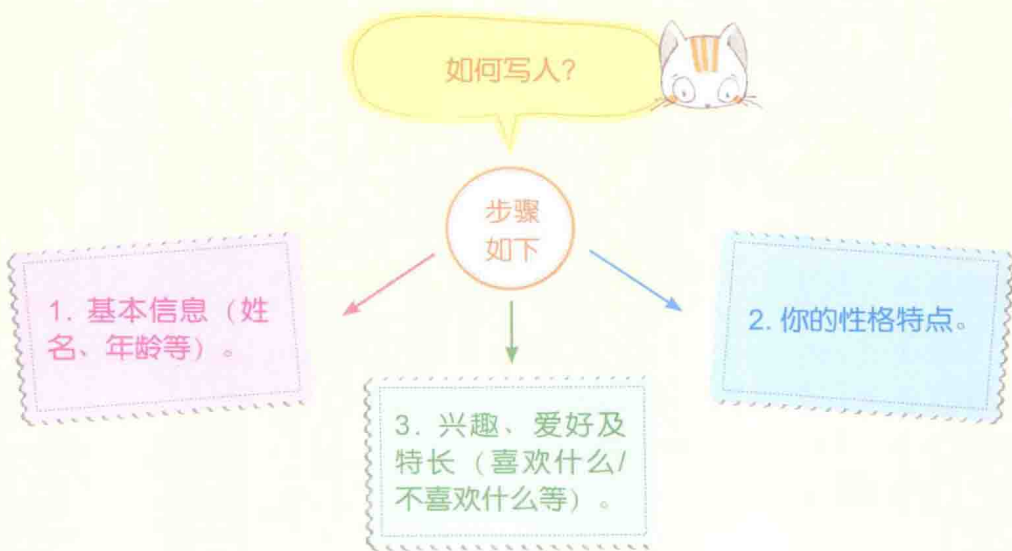 如何写人？
步骤
如下
1. 基本信息（姓
名、年龄等）。
2. 你的性格特点。
3. 兴趣、爱好及
特长（喜欢什么/
不喜欢什么等）。